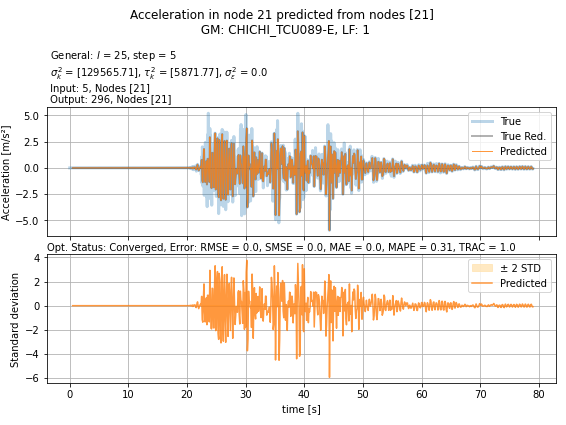 Acceleration in node 21 predicted from nodes [21]
GM: CHICHI_TCU089-E, LF: 1
General: l = 25, step = 5
σ²ₖ = [129565.71], τ²ₖ = [5871.77], σ²ₑ = 0.0
Input: 5, Nodes [21]
Output: 296, Nodes [21]
5.0
2.5
0.0
−2.5
−5.0
Acceleration [m/s²]
True
True Red.
Predicted
Opt. Status: Converged, Error: RMSE = 0.0, SMSE = 0.0, MAE = 0.0, MAPE = 0.31, TRAC = 1.0
4
2
0
−2
−4
−6
Standard deviation
± 2 STD
Predicted
0 10 20 30 40 50 60 70 80
time [s]